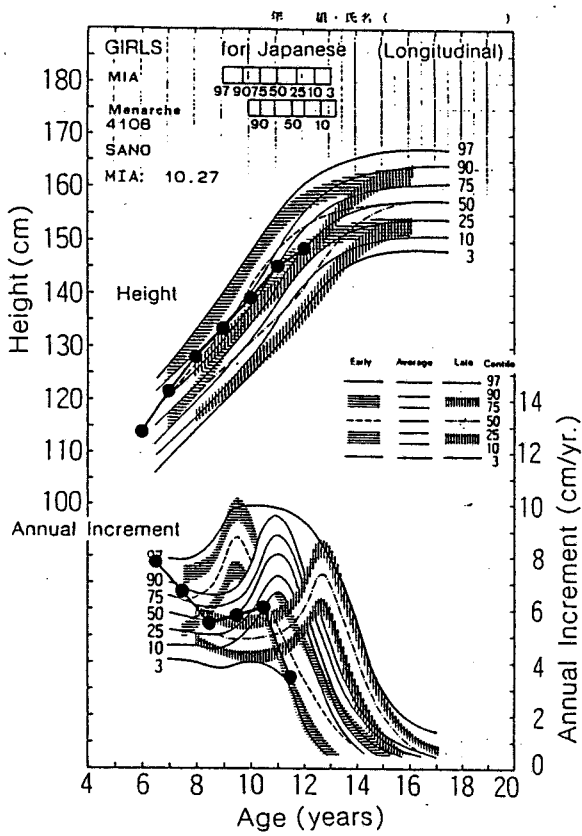 年 組・氏名 ( )
GIRLS for Japanese (Longitudinal)
MIA
97 90 75 50 25 10 3
Menarche
4108
90 50 10
SANO
MIA: 10.27
190
180
170
160
150
140
130
120
110
100
Height (cm)
Height
97
90
75
50
25
10
3
Early Average Late Centile
97
90
75
50
25
10
3
Annual Increment
97
90
75
50
25
10
3
14
12
10
8
6
4
2
0
Annual Increment (cm/yr.)
4 6 8 10 12 14 16 18 20
Age (years)